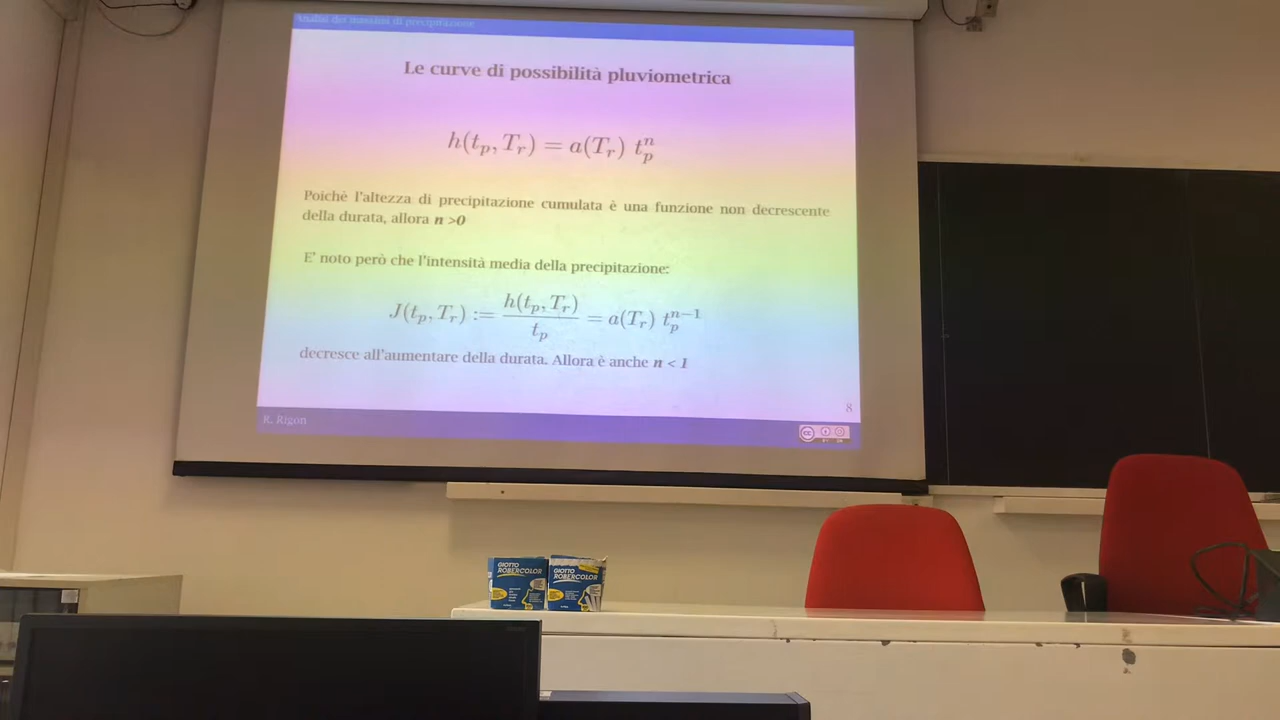 Analisi dei massimi di precipitazione
Le curve di possibilità pluviometrica
h(t_p, T_r) = a(T_r) t_p^n
Poichè l'altezza di precipitazione cumulata è una funzione non decrescente
della durata, allora n >0
E' noto però che l'intensità media della precipitazione:
J(t_p, T_r) := h(t_p, T_r) / t_p = a(T_r) t_p^{n-1}
decresce all'aumentare della durata. Allora è anche n < 1
8
R. Rigon
cc
GIOTTO
ROBERCOLOR
GIOTTO
ROBERCOLOR